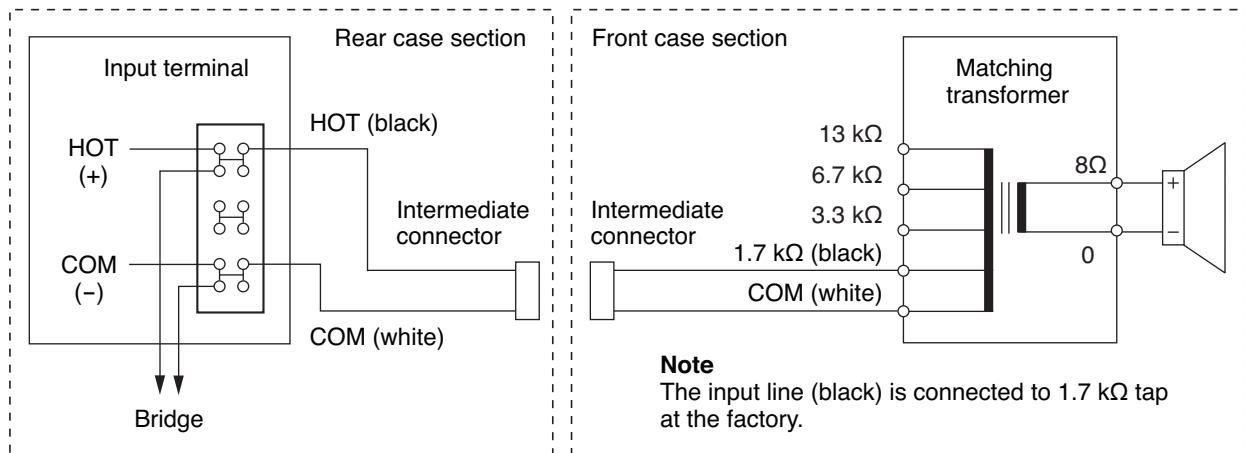 Rear case section
Input terminal
HOT (black)
HOT
(+)
COM
(−)
Intermediate
connector
COM (white)
Bridge
Front case section
Matching
transformer
13 kΩ
6.7 kΩ
3.3 kΩ
Intermediate
connector
1.7 kΩ (black)
COM (white)
8Ω
0
+
−
Note
The input line (black) is connected to 1.7 kΩ tap
at the factory.